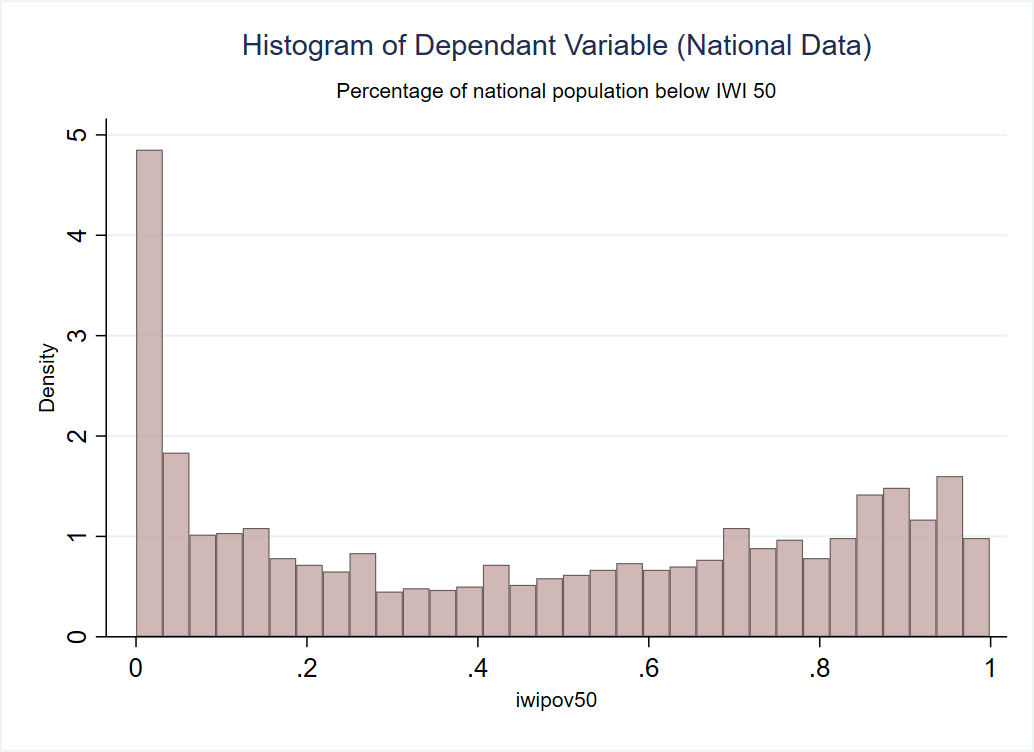 Histogram of Dependant Variable (National Data)
Percentage of national population below IWI 50
5
4
3
2
1
0
Density
0 .2 .4 .6 .8 1
iwipov50